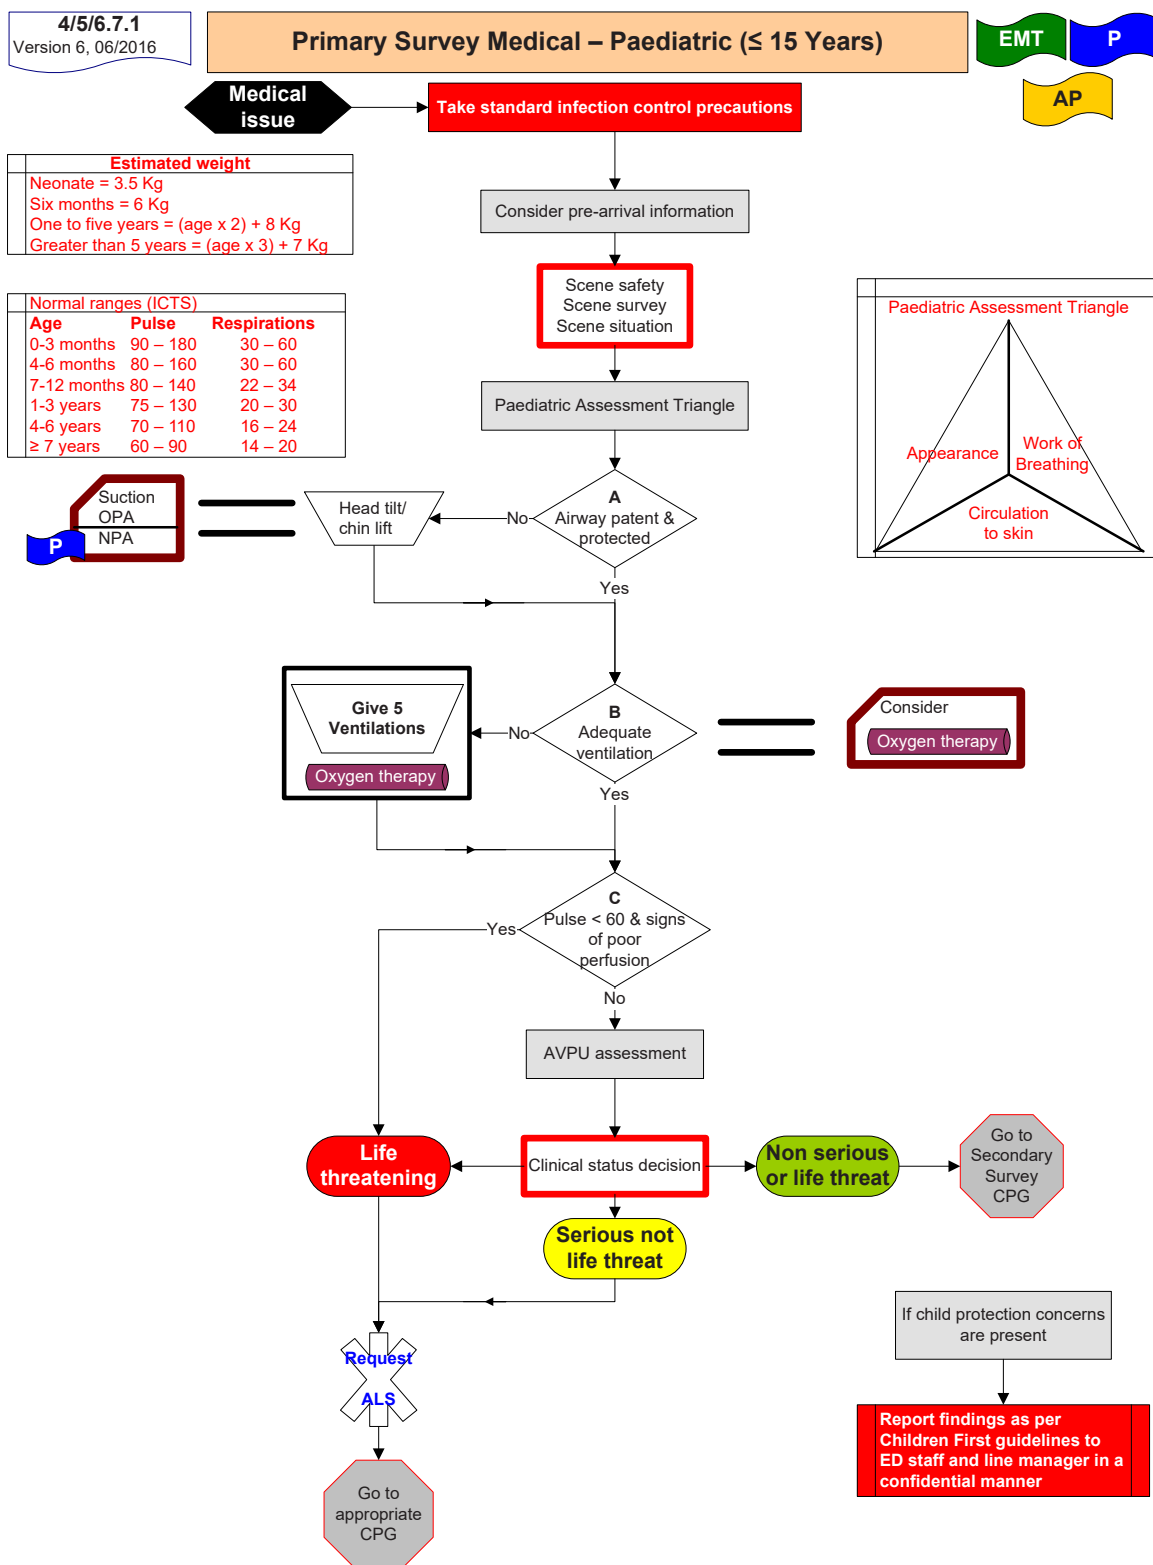 4/5/6.7.1
Version 6, 06/2016
Primary Survey Medical – Paediatric (≤ 15 Years)
EMT
P
AP
Medical
issue
Take standard infection control precautions
Estimated weight
Neonate = 3.5 Kg
Six months = 6 Kg
One to five years = (age x 2) + 8 Kg
Greater than 5 years = (age x 3) + 7 Kg
Consider pre-arrival information
Scene safety
Scene survey
Scene situation
Normal ranges (ICTS)
Age Pulse Respirations
0-3 months 90 – 180 30 – 60
4-6 months 80 – 160 30 – 60
7-12 months 80 – 140 22 – 34
1-3 years 75 – 130 20 – 30
4-6 years 70 – 110 16 – 24
≥ 7 years 60 – 90 14 – 20
Paediatric Assessment Triangle
Appearance
Work of
Breathing
Circulation
to skin
Paediatric Assessment Triangle
A
Airway patent &
protected
No
Head tilt/
chin lift
Suction
OPA
NPA
P
Yes
B
Adequate
ventilation
No
Give 5
Ventilations
Oxygen therapy
Consider
Oxygen therapy
Yes
C
Pulse < 60 & signs
of poor
perfusion
Yes
No
AVPU assessment
Clinical status decision
Life
threatening
Non serious
or life threat
Go to
Secondary
Survey
CPG
Serious not
life threat
Request
ALS
Go to
appropriate
CPG
If child protection concerns
are present
Report findings as per
Children First guidelines to
ED staff and line manager in a
confidential manner